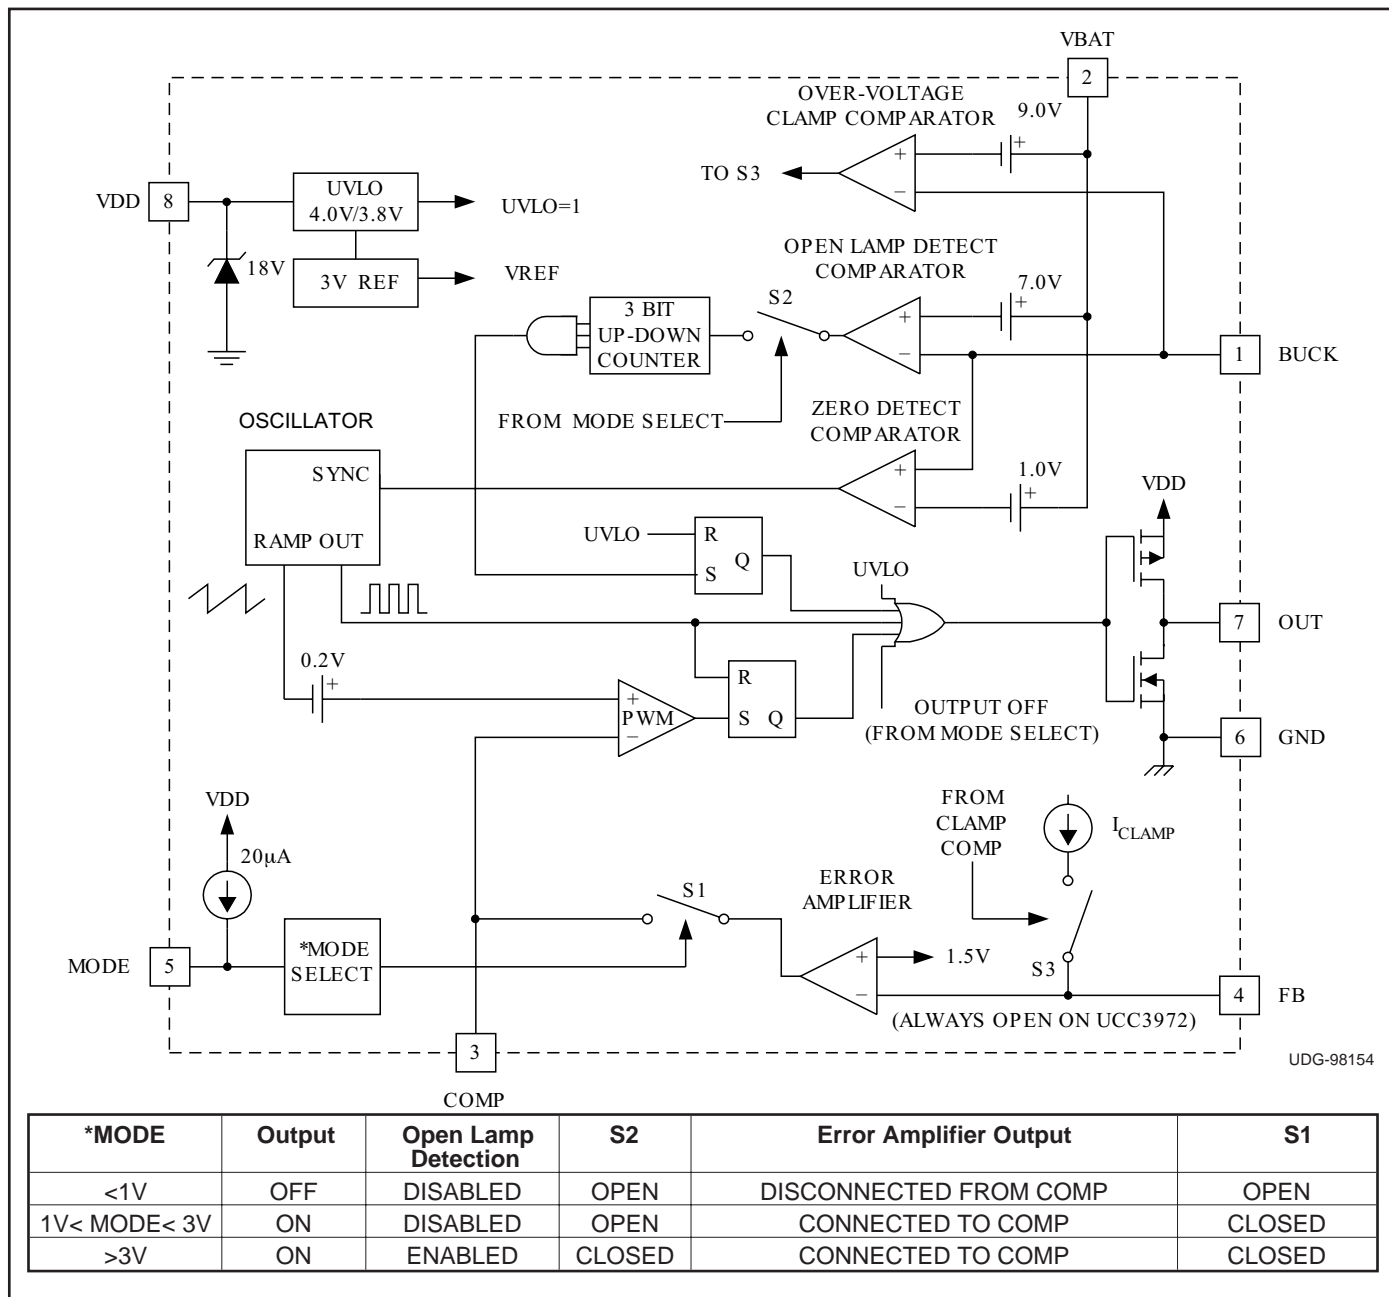 VBAT
2
OVER-VOLTAGE
CLAMP COMPARATOR
9.0V
+
+
−
TO S3
VDD
8
UVLO
4.0V/3.8V
UVLO=1
18V
3V REF
VREF
OPEN LAMP DETECT
COMPARATOR
7.0V
+
S2
3 BIT
UP-DOWN
COUNTER
+
−
1
BUCK
FROM MODE SELECT
ZERO DETECT
COMPARATOR
OSCILLATOR
SYNC
RAMP OUT
+
−
1.0V
+
VDD
UVLO
R
S
Q
UVLO
7
OUT
0.2V
+
+
PWM
−
R
S
Q
OUTPUT OFF
(FROM MODE SELECT)
6
GND
VDD
20µA
FROM
CLAMP
COMP
ICLAMP
S1
ERROR
AMPLIFIER
MODE
5
*MODE
SELECT
+
−
1.5V
S3
4
FB
(ALWAYS OPEN ON UCC3972)
3
COMP
UDG-98154
*MODE Output Open Lamp Detection S2 Error Amplifier Output S1
<1V OFF DISABLED OPEN DISCONNECTED FROM COMP OPEN
1V< MODE< 3V ON DISABLED OPEN CONNECTED TO COMP CLOSED
>3V ON ENABLED CLOSED CONNECTED TO COMP CLOSED